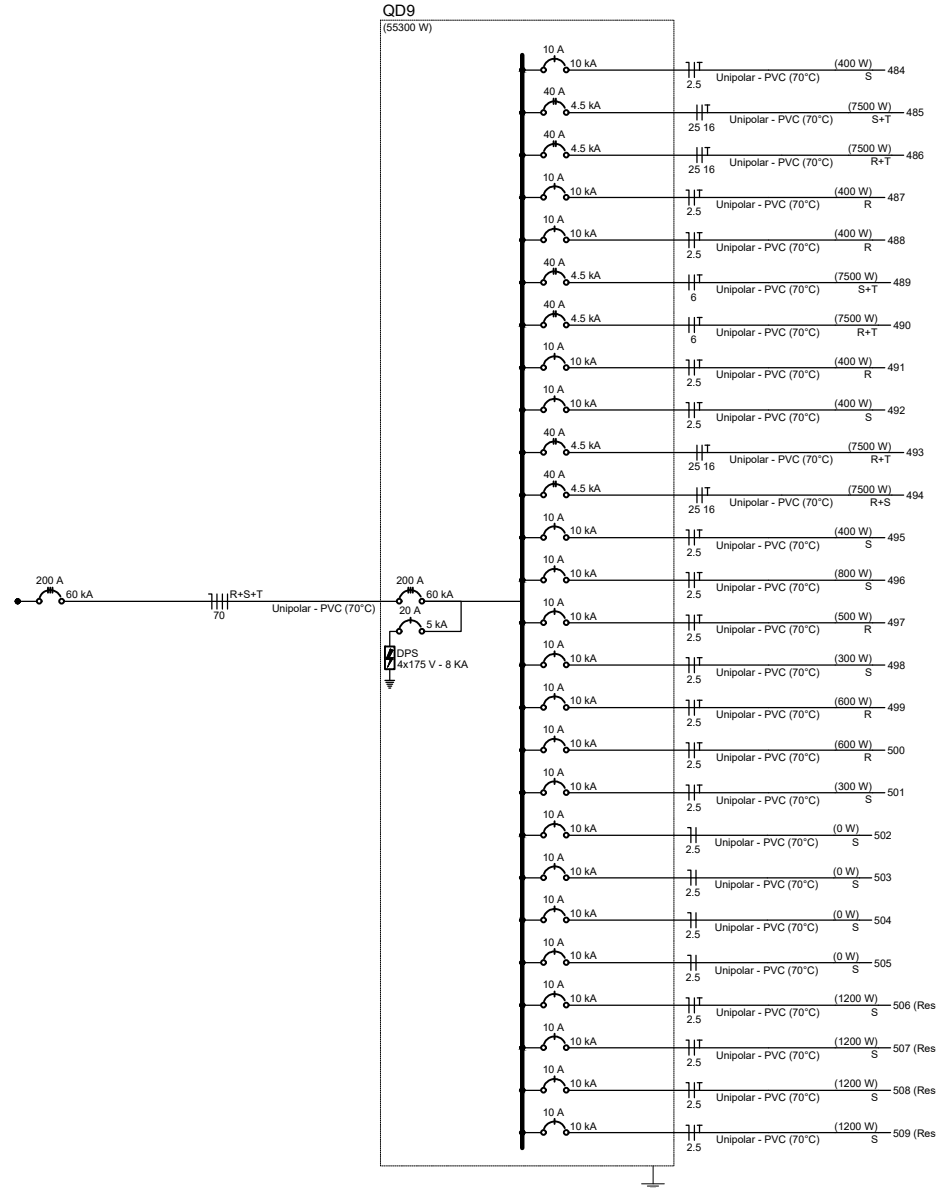 QD9
(55300 W)
10 A
10 kA
2.5
Unipolar - PVC (70°C)
(400 W)
S
484
40 A
4.5 kA
25 16
Unipolar - PVC (70°C)
(7500 W)
S+T
485
40 A
4.5 kA
25 16
Unipolar - PVC (70°C)
(7500 W)
R+T
486
10 A
10 kA
2.5
Unipolar - PVC (70°C)
(400 W)
R
487
10 A
10 kA
2.5
Unipolar - PVC (70°C)
(400 W)
R
488
40 A
4.5 kA
6
Unipolar - PVC (70°C)
(7500 W)
S+T
489
40 A
4.5 kA
6
Unipolar - PVC (70°C)
(7500 W)
R+T
490
10 A
10 kA
2.5
Unipolar - PVC (70°C)
(400 W)
R
491
10 A
10 kA
2.5
Unipolar - PVC (70°C)
(400 W)
S
492
40 A
4.5 kA
25 16
Unipolar - PVC (70°C)
(7500 W)
R+T
493
40 A
4.5 kA
25 16
Unipolar - PVC (70°C)
(7500 W)
R+S
494
10 A
10 kA
2.5
Unipolar - PVC (70°C)
(400 W)
S
495
10 A
10 kA
2.5
Unipolar - PVC (70°C)
(800 W)
S
496
200 A
60 kA
R+S+T
70
Unipolar - PVC (70°C)
200 A
60 kA
20 A
5 kA
DPS
4x175 V - 8 KA
10 A
10 kA
2.5
Unipolar - PVC (70°C)
(500 W)
R
497
10 A
10 kA
2.5
Unipolar - PVC (70°C)
(300 W)
S
498
10 A
10 kA
2.5
Unipolar - PVC (70°C)
(600 W)
R
499
10 A
10 kA
2.5
Unipolar - PVC (70°C)
(600 W)
R
500
10 A
10 kA
2.5
Unipolar - PVC (70°C)
(300 W)
S
501
10 A
10 kA
2.5
Unipolar - PVC (70°C)
(0 W)
S
502
10 A
10 kA
2.5
Unipolar - PVC (70°C)
(0 W)
S
503
10 A
10 kA
2.5
Unipolar - PVC (70°C)
(0 W)
S
504
10 A
10 kA
2.5
Unipolar - PVC (70°C)
(0 W)
S
505
10 A
10 kA
2.5
Unipolar - PVC (70°C)
(1200 W)
S
506 (Res
10 A
10 kA
2.5
Unipolar - PVC (70°C)
(1200 W)
S
507 (Res
10 A
10 kA
2.5
Unipolar - PVC (70°C)
(1200 W)
S
508 (Res
10 A
10 kA
2.5
Unipolar - PVC (70°C)
(1200 W)
S
509 (Res